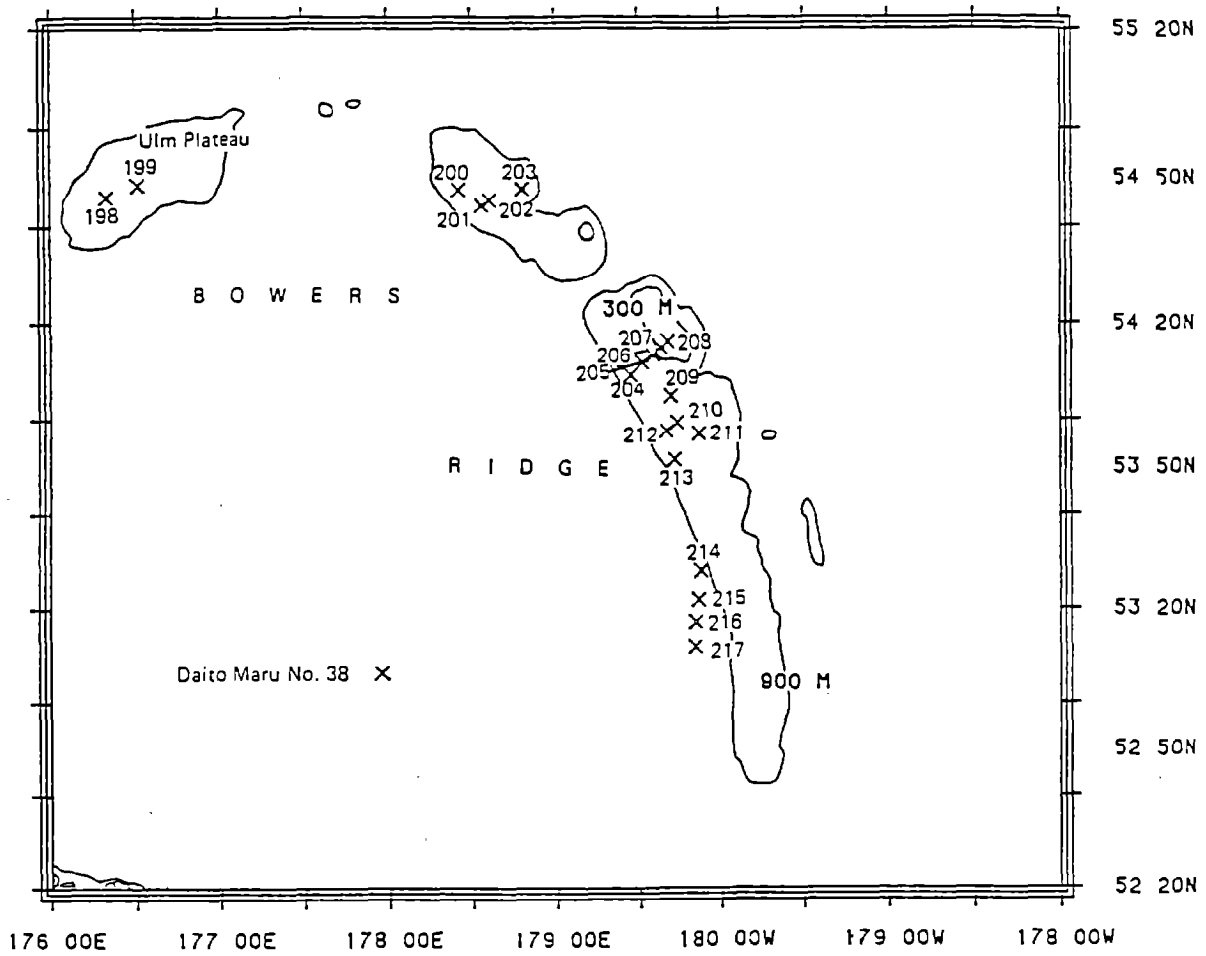 55 20N
Ulm Plateau
199
198
200
203
201
202
54 50N
BOWERS
300 M
54 20N
207
208
206
205
204
209
210
212
211
RIDGE
213
53 50N
214
215
53 20N
216
217
Daito Maru No. 38
900 M
52 50N
52 20N
176 00E 177 00E 178 00E 179 00E 180 00W 179 00W 178 00W